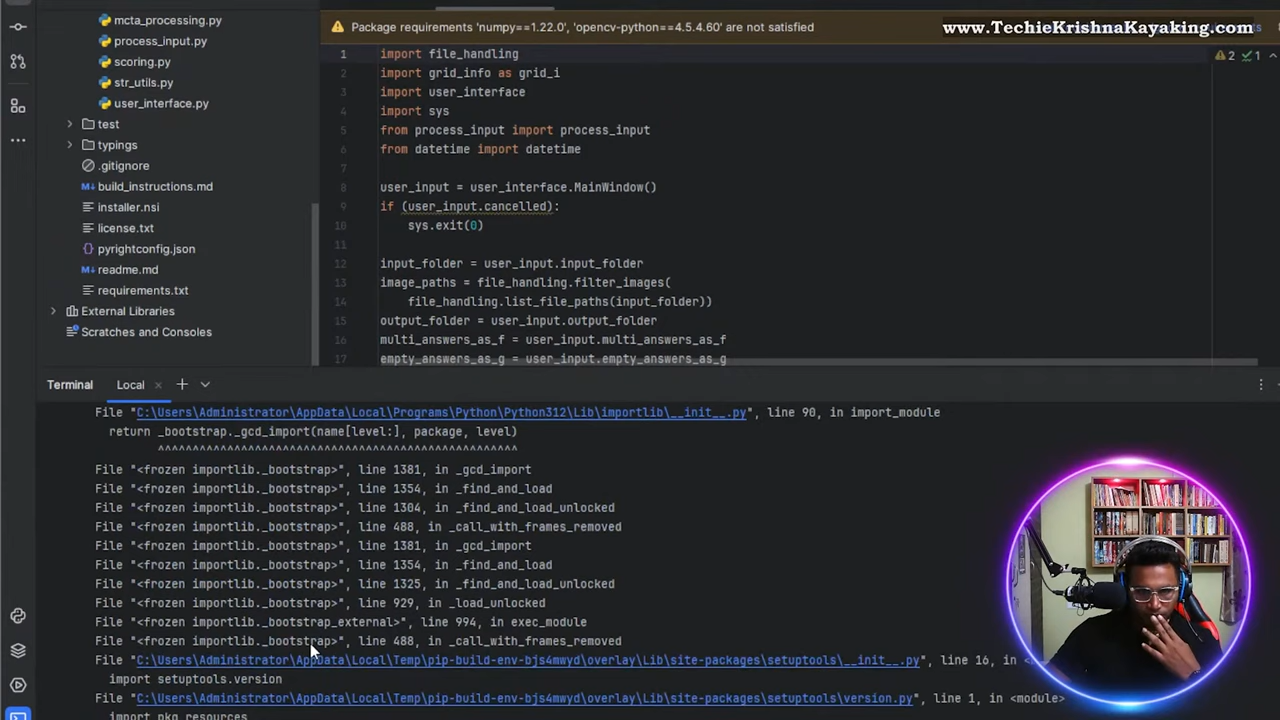 mcta_processing.py
process_input.py
scoring.py
str_utils.py
user_interface.py
test
typings
.gitignore
build_instructions.md
installer.nsi
license.txt
pyrightconfig.json
readme.md
requirements.txt
External Libraries
Scratches and Consoles
Package requirements 'numpy==1.22.0', 'opencv-python==4.5.4.60' are not satisfied
www.TechieKrishnaKayaking.com
2 1
1 import file_handling
2 import grid_info as grid_i
3 import user_interface
4 import sys
5 from process_input import process_input
6 from datetime import datetime
7
8 user_input = user_interface.MainWindow()
9 if (user_input.cancelled):
10 sys.exit(0)
11
12 input_folder = user_input.input_folder
13 image_paths = file_handling.filter_images(
14 file_handling.list_file_paths(input_folder))
15 output_folder = user_input.output_folder
16 multi_answers_as_f = user_input.multi_answers_as_f
17 empty_answers_as_g = user_input.empty_answers_as_g
Terminal Local
File "C:\Users\Administrator\AppData\Local\Programs\Python\Python312\Lib\importlib\__init__.py", line 90, in import_module
return _bootstrap._gcd_import(name[level:], package, level)
^^^^^^^^^^^^^^^^^^^^^^^^^^^^^^^^^^^^^^^^^^^^^^^^^^^^
File "<frozen importlib._bootstrap>", line 1381, in _gcd_import
File "<frozen importlib._bootstrap>", line 1354, in _find_and_load
File "<frozen importlib._bootstrap>", line 1304, in _find_and_load_unlocked
File "<frozen importlib._bootstrap>", line 488, in _call_with_frames_removed
File "<frozen importlib._bootstrap>", line 1381, in _gcd_import
File "<frozen importlib._bootstrap>", line 1354, in _find_and_load
File "<frozen importlib._bootstrap>", line 1325, in _find_and_load_unlocked
File "<frozen importlib._bootstrap>", line 929, in _load_unlocked
File "<frozen importlib._bootstrap_external>", line 994, in exec_module
File "<frozen importlib._bootstrap>", line 488, in _call_with_frames_removed
File "C:\Users\Administrator\AppData\Local\Temp\pip-build-env-bjs4mwyd\overlay\Lib\site-packages\setuptools\__init__.py", line 16, in
import setuptools.version
File "C:\Users\Administrator\AppData\Local\Temp\pip-build-env-bjs4mwyd\overlay\Lib\site-packages\setuptools\version.py", line 1, in <module>
import pkg_resources